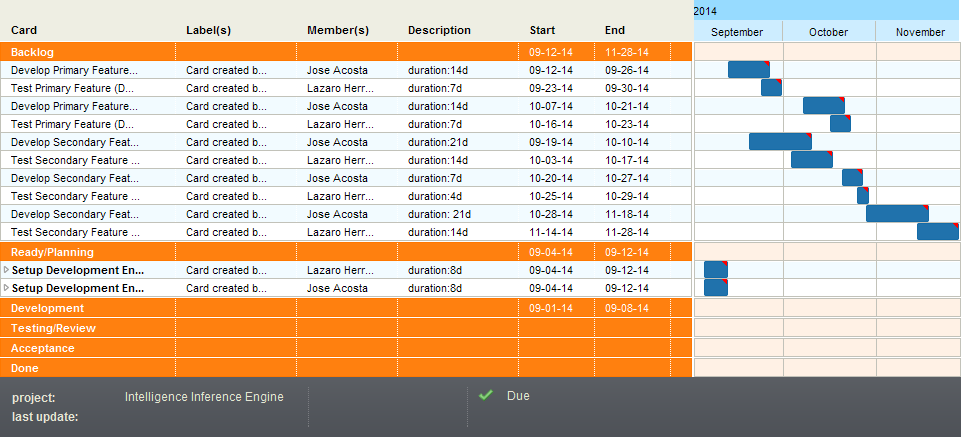 2014
Card Label(s) Member(s) Description Start End September October November
Backlog 09-12-14 11-28-14
Develop Primary Feature... Card created b... Jose Acosta duration:14d 09-12-14 09-26-14
Test Primary Feature (D... Card created b... Lazaro Herr... duration:7d 09-23-14 09-30-14
Develop Primary Feature... Card created b... Jose Acosta duration:14d 10-07-14 10-21-14
Test Primary Feature (D... Card created b... Lazaro Herr... duration:7d 10-16-14 10-23-14
Develop Secondary Feat... Card created b... Jose Acosta duration:21d 09-19-14 10-10-14
Test Secondary Feature ... Card created b... Lazaro Herr... duration:14d 10-03-14 10-17-14
Develop Secondary Feat... Card created b... Jose Acosta duration:7d 10-20-14 10-27-14
Test Secondary Feature ... Card created b... Lazaro Herr... duration:4d 10-25-14 10-29-14
Develop Secondary Feat... Card created b... Jose Acosta duration: 21d 10-28-14 11-18-14
Test Secondary Feature ... Card created b... Lazaro Herr... duration:14d 11-14-14 11-28-14
Ready/Planning 09-04-14 09-12-14
Setup Development En... Card created b... Lazaro Herr... duration:8d 09-04-14 09-12-14
Setup Development En... Card created b... Jose Acosta duration:8d 09-04-14 09-12-14
Development 09-01-14 09-08-14
Testing/Review
Acceptance
Done
project: Intelligence Inference Engine Due
last update: